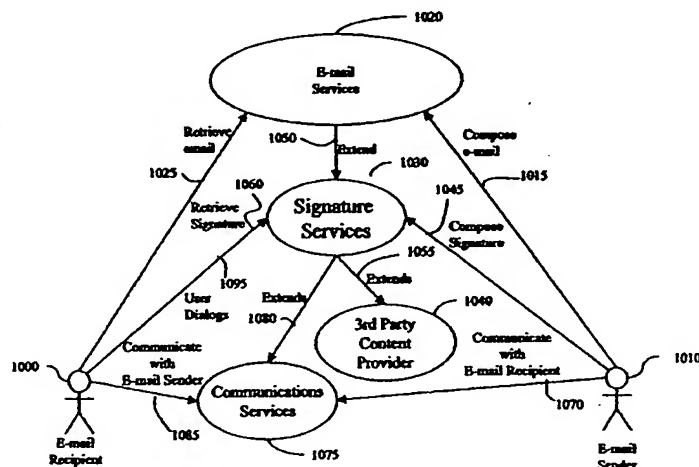 1020
E-mail
Services
Retrieve
email
1050
Extend
Compose
e-mail
1030
1025
1060
1045
1015
Retrieve
Signature
Signature
Services
Compose
Signature
1055
1095
Extends
Extends
1040
User
Dialogs
1080
3rd Party
Content
Provider
1000
Communicate
with
E-mail Sender
Communicate
with
E-mail Recipient
1010
Communications
Services
1070
E-mail
Recipient
1085
1075
E-mail
Sender